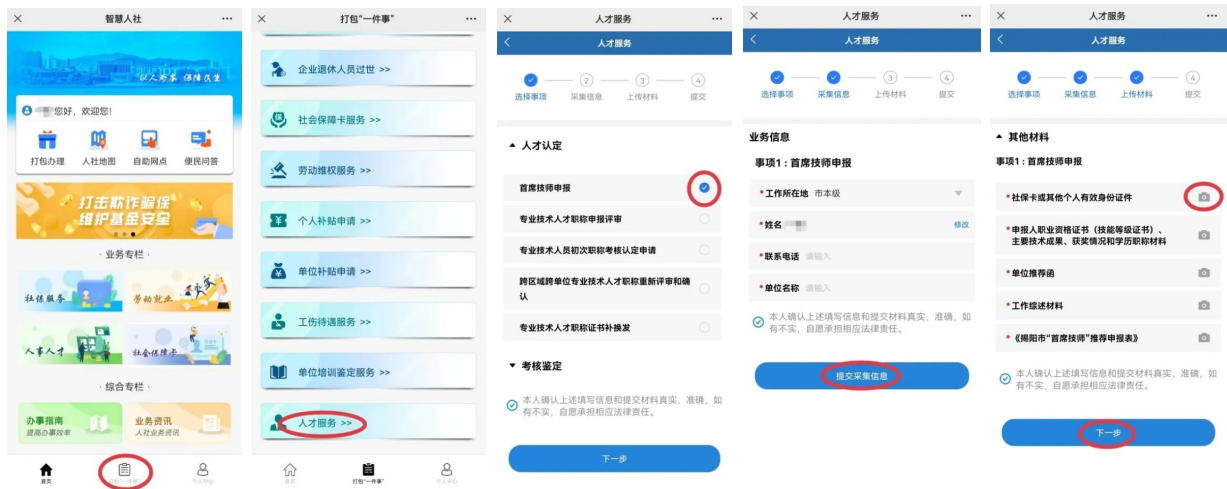 智慧人社
以人为本 保障民生
您好，欢迎您!
打包办理
人社地图
自助网点
便民问答
打击欺诈骗保
维护基金安全
· 业务专栏 ·
社保服务
劳动就业
人事人才
社会保障卡
· 综合专栏 ·
办事指南
提高办事效率
业务资讯
人社业务资讯
首页
打包"一件事"
个人中心
打包"一件事"
企业退休人员过世 >>
社会保障卡服务 >>
劳动维权服务 >>
个人补贴申请 >>
单位补贴申请 >>
工伤待遇服务 >>
单位培训鉴定服务 >>
人才服务 >>
首页
打包"一件事"
个人中心
人才服务
人才服务
2
3
4
选择事项
采集信息
上传材料
提交
人才认定
首席技师申报
专业技术人才职称申报评审
专业技术人员初次职称考核认定申请
跨区域跨单位专业技术人才职称重新评审和确
认
专业技术人才职称证书补换发
考核鉴定
本人确认上述填写信息和提交材料真实、准确，如
有不实，自愿承担相应法律责任。
下一步
人才服务
人才服务
3
4
选择事项
采集信息
上传材料
提交
业务信息
事项1：首席技师申报
*工作所在地 市本级
*姓名
修改
*联系电话 请输入
*单位名称 请输入
本人确认上述填写信息和提交材料真实、准确，如
有不实，自愿承担相应法律责任。
提交采集信息
人才服务
人才服务
4
选择事项
采集信息
上传材料
提交
其他材料
事项1：首席技师申报
*社保卡或其他个人有效身份证件
*申报人职业资格证书（技能等级证书）、
主要技术成果、获奖情况和学历职称材料
*单位推荐函
*工作综述材料
*《揭阳市"首席技师"推荐申报表》
本人确认上述填写信息和提交材料真实、准确，如
有不实，自愿承担相应法律责任。
下一步